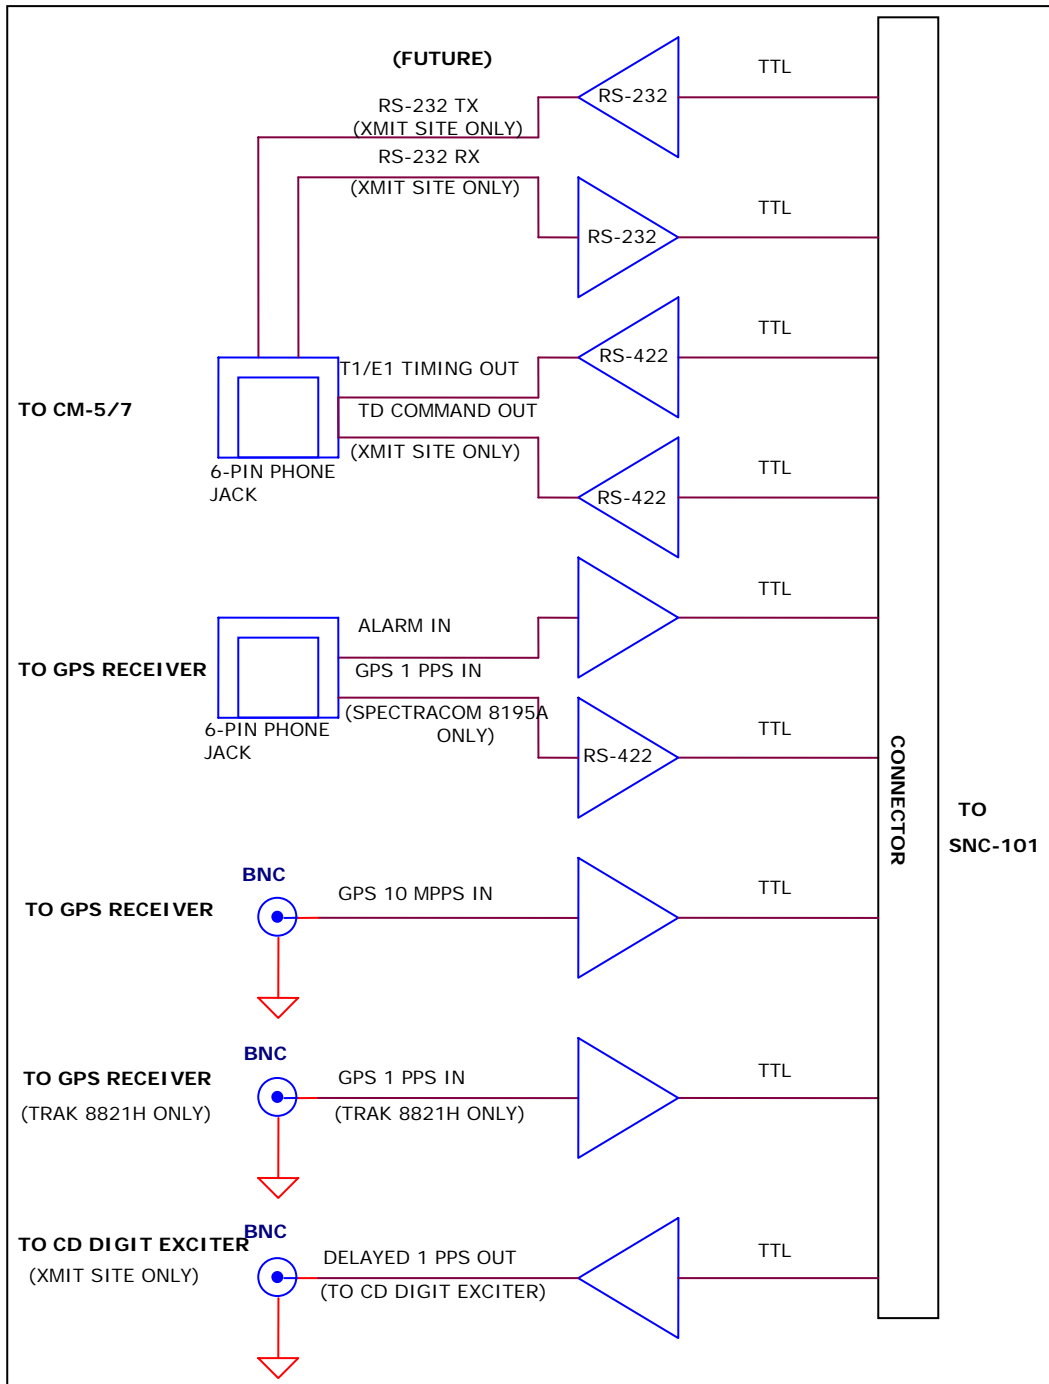 (FUTURE)
TTL
RS-232
RS-232 TX
(XMIT SITE ONLY)
RS-232 RX
(XMIT SITE ONLY)
TTL
RS-232
TTL
RS-422
T1/E1 TIMING OUT
TO CM-5/7
TD COMMAND OUT
(XMIT SITE ONLY)
6-PIN PHONE
JACK
TTL
RS-422
TTL
ALARM IN
TO GPS RECEIVER
GPS 1 PPS IN
(SPECTRACOM 8195A
ONLY)
6-PIN PHONE
JACK
TTL
RS-422
CONNECTOR
TO
SNC-101
BNC
TO GPS RECEIVER
GPS 10 MPPS IN
TTL
BNC
TO GPS RECEIVER
(TRAK 8821H ONLY)
GPS 1 PPS IN
(TRAK 8821H ONLY)
TTL
BNC
TO CD DIGIT EXCITER
(XMIT SITE ONLY)
DELAYED 1 PPS OUT
(TO CD DIGIT EXCITER)
TTL